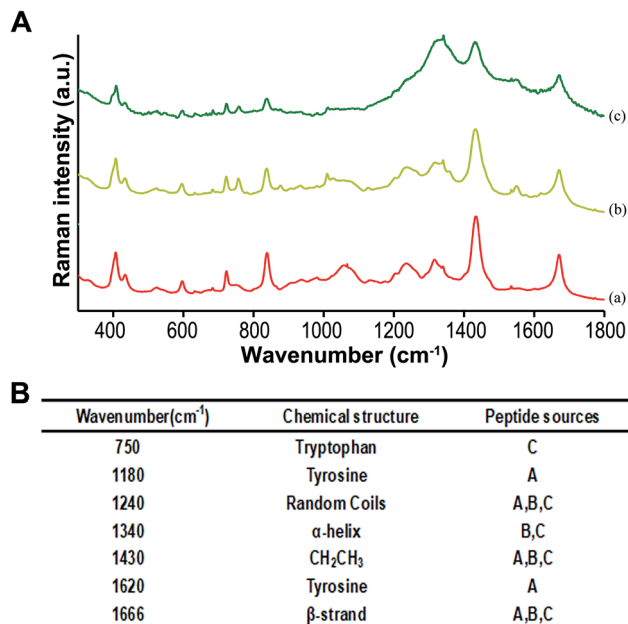 A
Raman intensity (a.u.)
(c)
(b)
(a)
400 600 800 1000 1200 1400 1600 1800
Wavenumber (cm⁻¹)
B
Wavenumber(cm⁻¹) Chemical structure Peptide sources
750 Tryptophan C
1180 Tyrosine A
1240 Random Coils A,B,C
1340 α-helix B,C
1430 CH₂CH₃ A,B,C
1620 Tyrosine A
1666 β-strand A,B,C